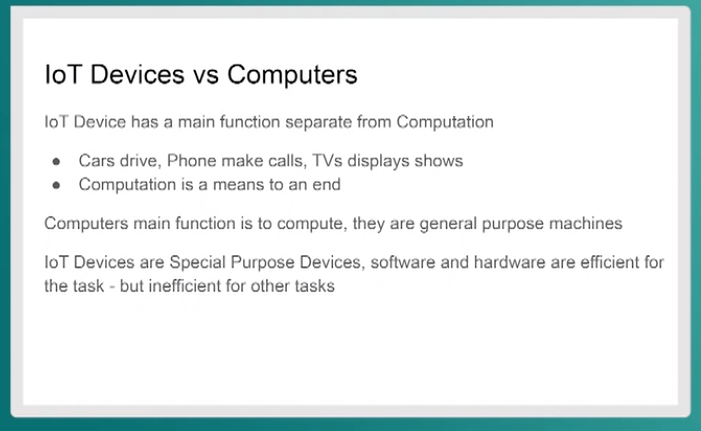 IoT Devices vs Computers
IoT Device has a main function separate from Computation
● Cars drive, Phone make calls, TVs displays shows
● Computation is a means to an end
Computers main function is to compute, they are general purpose machines
IoT Devices are Special Purpose Devices, software and hardware are efficient for
the task - but inefficient for other tasks